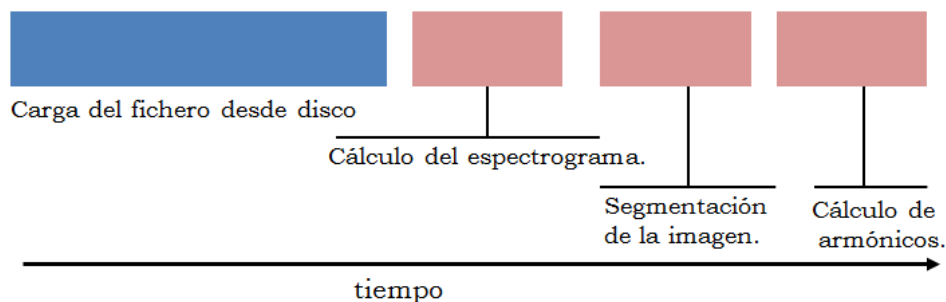 Carga del fichero desde disco
Cálculo del espectrograma.
Segmentación
de la imagen.
Cálculo de
armónicos.
tiempo